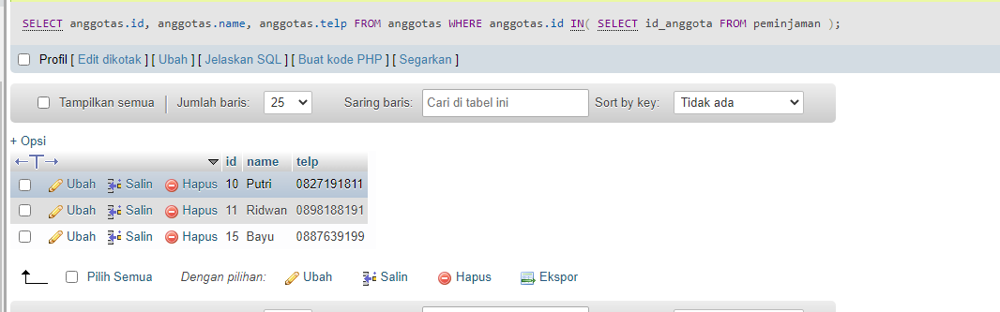 SELECT anggotas.id, anggotas.name, anggotas.telp FROM anggotas WHERE anggotas.id IN( SELECT id_anggota FROM peminjaman );
Profil [ Edit dikotak ] [ Ubah ] [ Jelaskan SQL ] [ Buat kode PHP ] [ Segarkan ]
Tampilkan semua | Jumlah baris: 25 Saring baris: Cari di tabel ini Sort by key: Tidak ada
+ Opsi
←T→ id name telp
Ubah Salin Hapus 10 Putri 0827191811
Ubah Salin Hapus 11 Ridwan 0898188191
Ubah Salin Hapus 15 Bayu 0887639199
Pilih Semua Dengan pilihan: Ubah Salin Hapus Ekspor